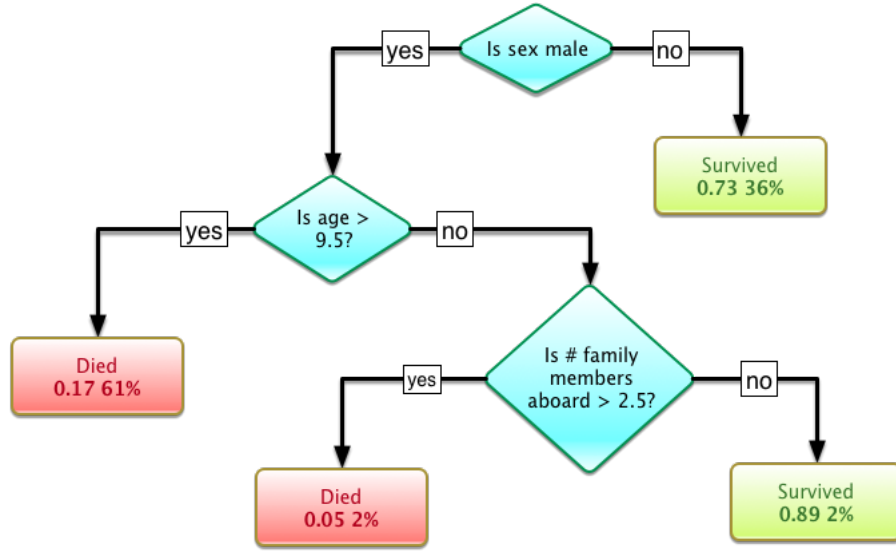 yes
Is sex male
no
Survived
0.73 36%
yes
Is age >
9.5?
no
Died
0.17 61%
yes
Is # family
members
aboard > 2.5?
no
Died
0.05 2%
Survived
0.89 2%